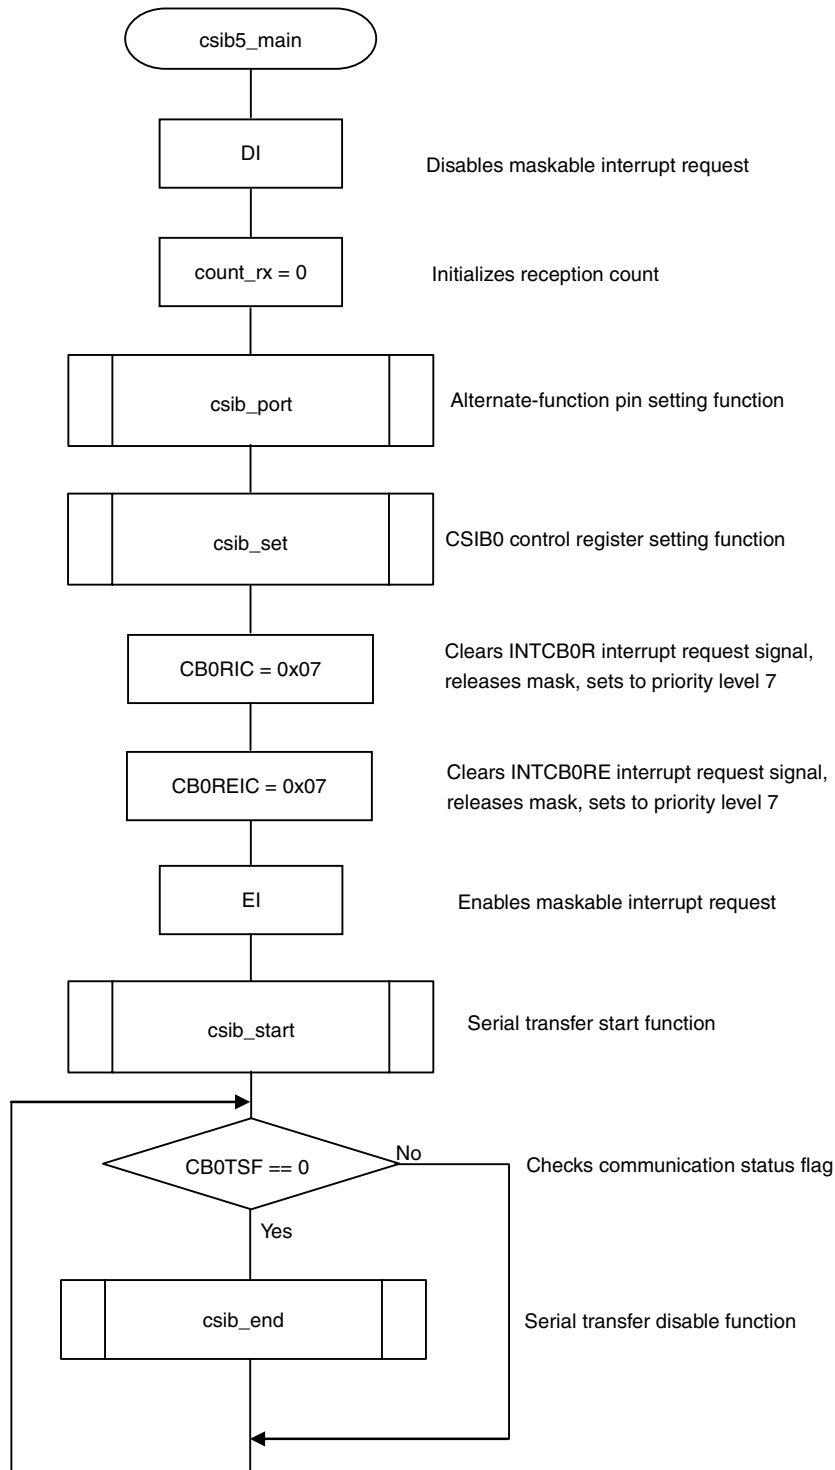 csib5_main
DI
Disables maskable interrupt request
count_rx = 0
Initializes reception count
csib_port
Alternate-function pin setting function
csib_set
CSIB0 control register setting function
CB0RIC = 0x07
Clears INTCB0R interrupt request signal,
releases mask, sets to priority level 7
CB0REIC = 0x07
Clears INTCB0RE interrupt request signal,
releases mask, sets to priority level 7
EI
Enables maskable interrupt request
csib_start
Serial transfer start function
CB0TSF == 0
No
Checks communication status flag
Yes
csib_end
Serial transfer disable function